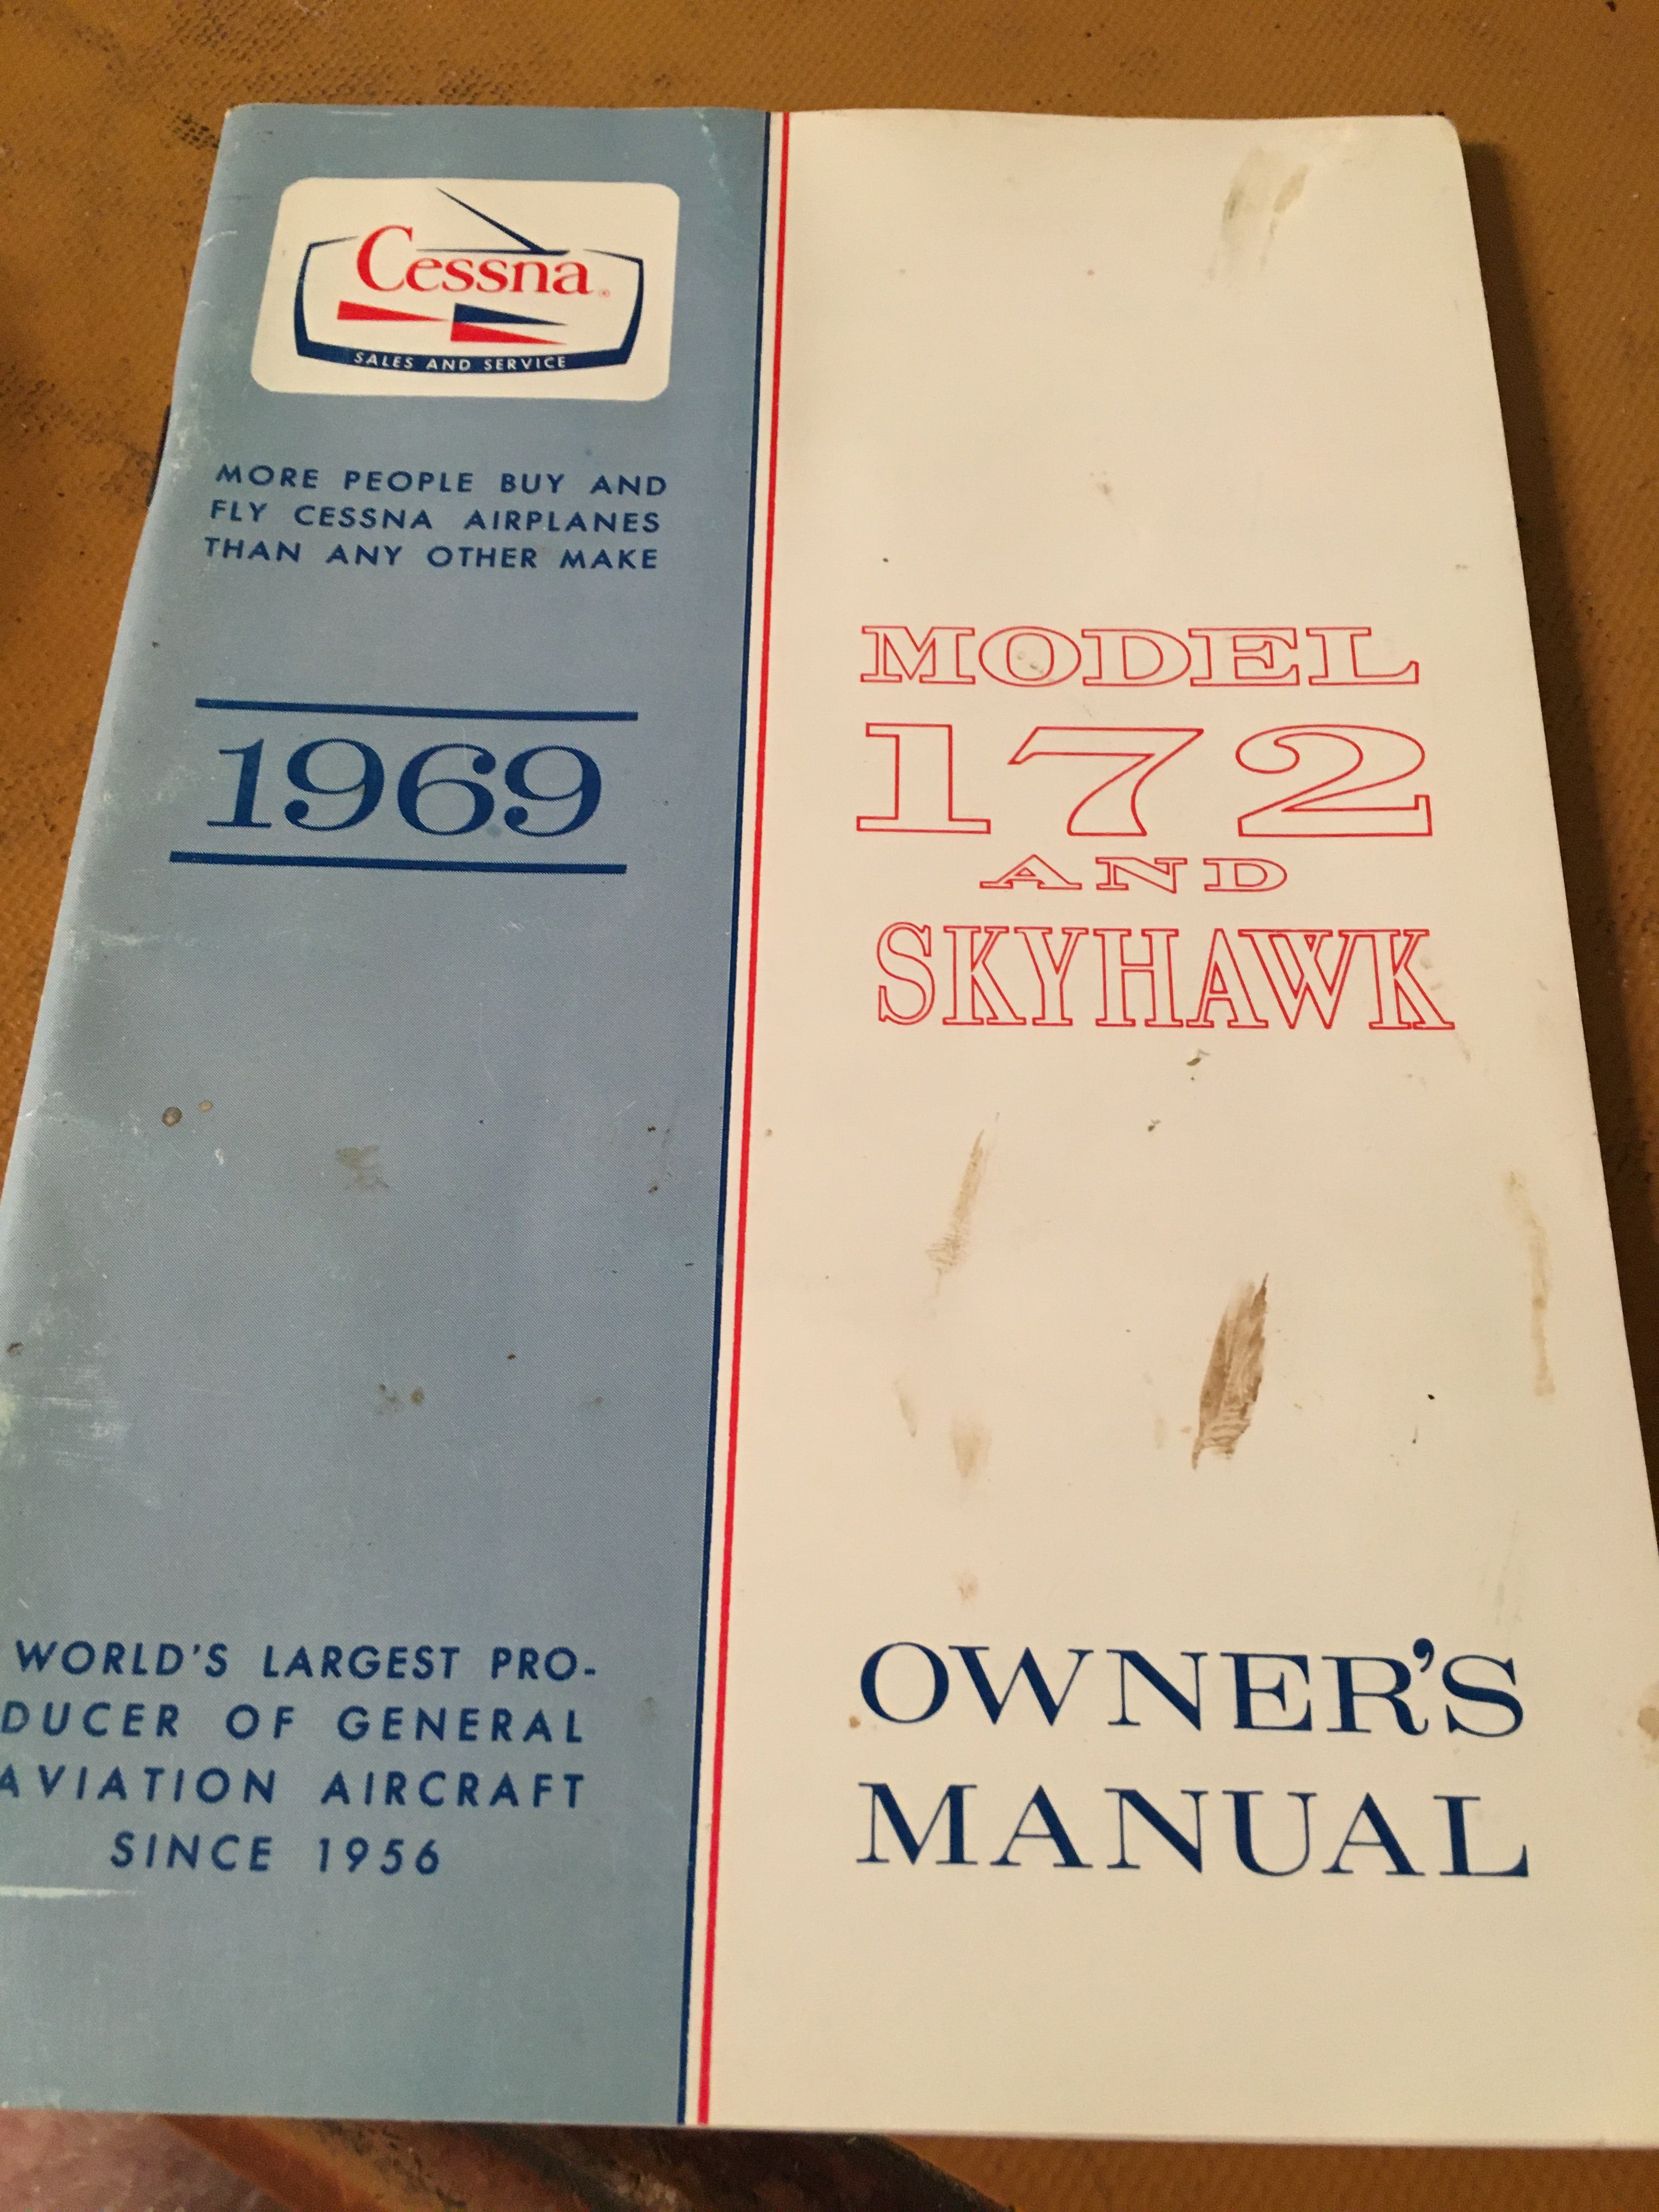 Cessna®
SALES AND SERVICE
MORE PEOPLE BUY AND
FLY CESSNA AIRPLANES
THAN ANY OTHER MAKE
1969
WORLD'S LARGEST PRO-
DUCER OF GENERAL
AVIATION AIRCRAFT
SINCE 1956
MODEL
172
AND
SKYHAWK
OWNER'S
MANUAL